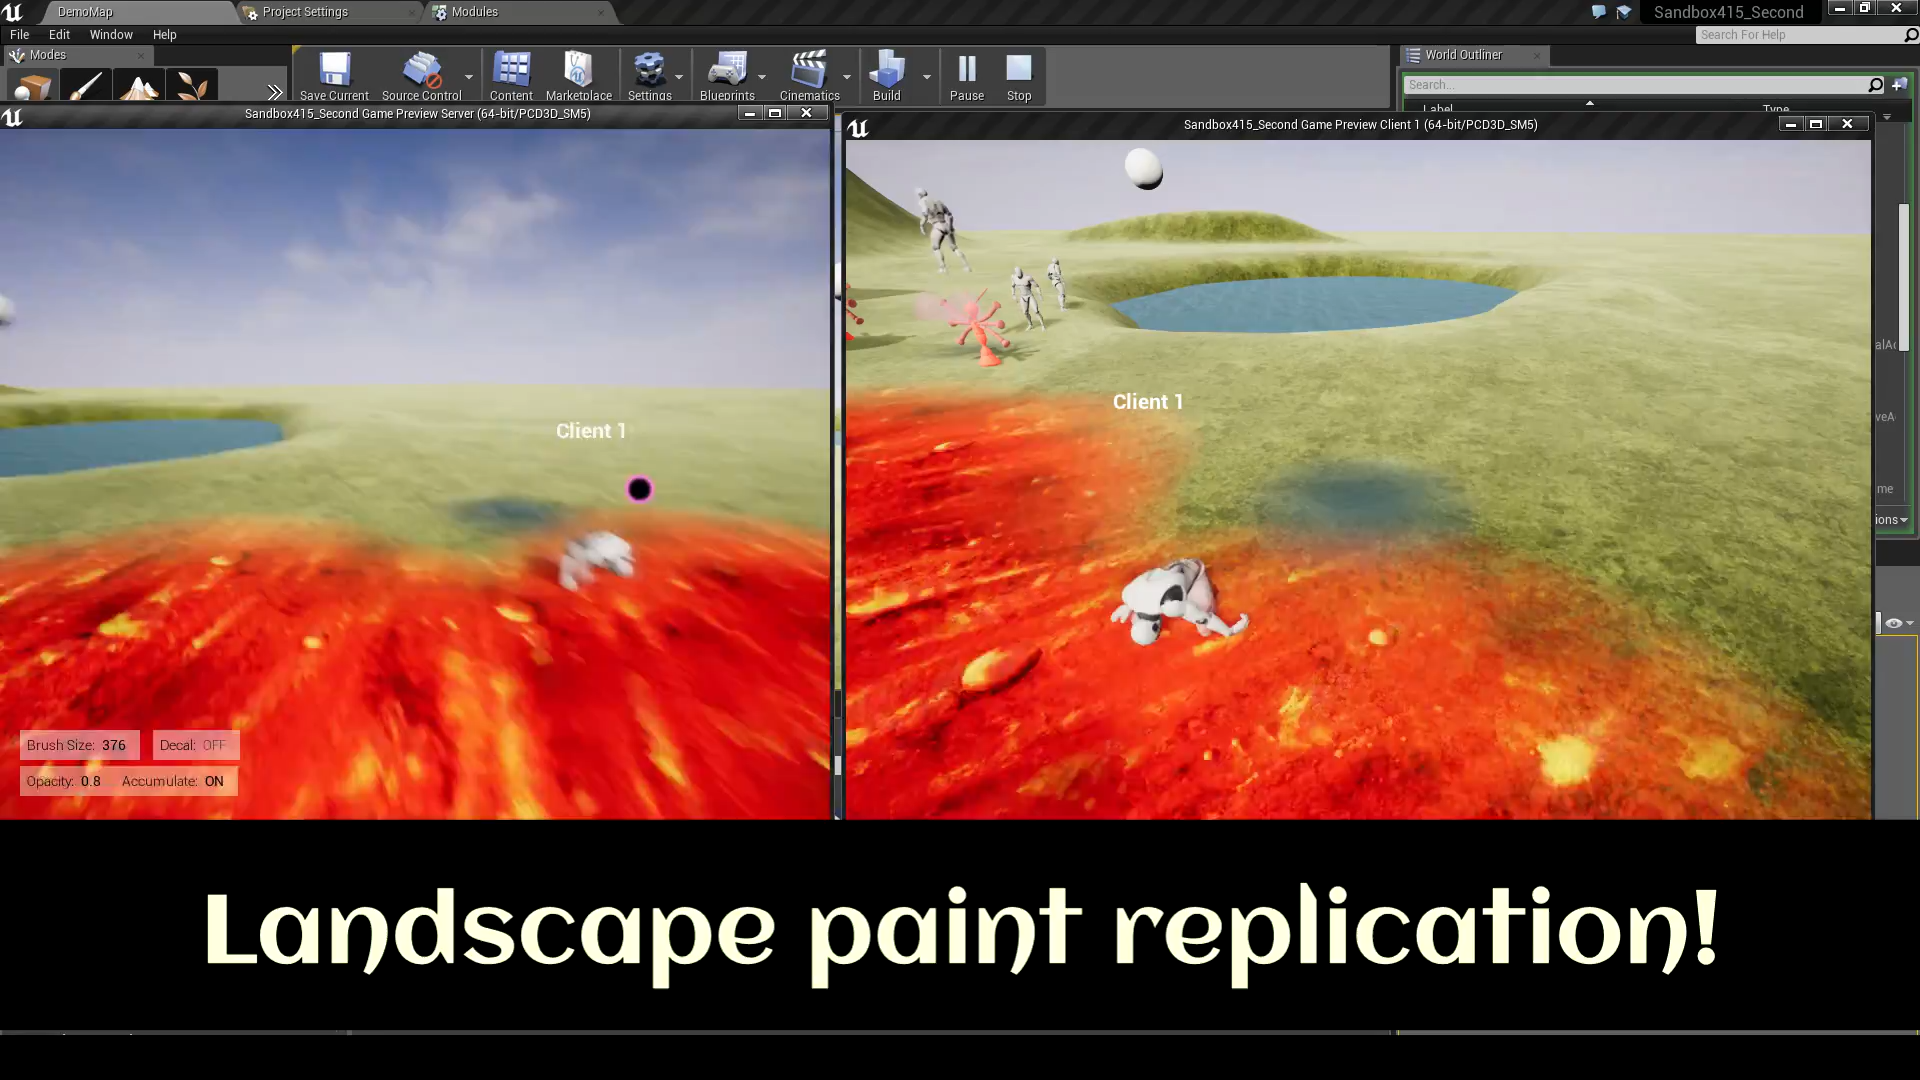 DemoMap
Project Settings
Modules
Sandbox415_Second
File Edit Window Help
Search For Help
Modes
World Outliner
Save Current Source Control Content Marketplace Settings Blueprints Cinematics Build Pause Stop
Search...
Label Type
Sandbox415_Second Game Preview Server (64-bit/PCD3D_SM5)
Sandbox415_Second Game Preview Client 1 (64-bit/PCD3D_SM5)
Client 1
Client 1
Brush Size: 376 Decal: OFF
Opacity: 0.8 Accumulate: ON
Landscape paint replication!